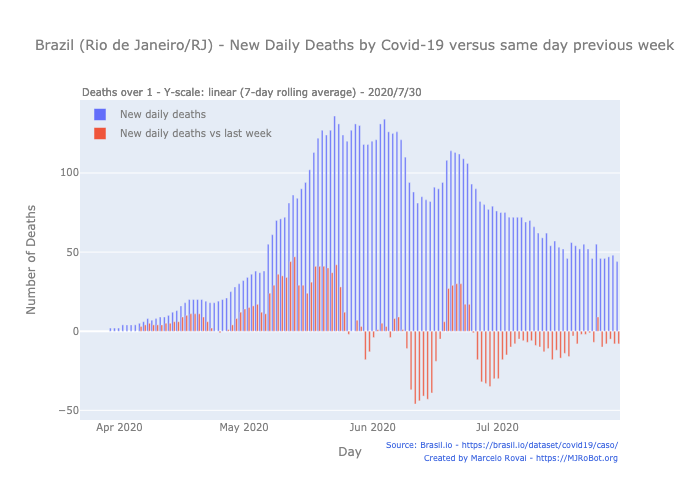 Brazil (Rio de Janeiro/RJ) - New Daily Deaths by Covid-19 versus same day previous week
Deaths over 1 - Y-scale: linear (7-day rolling average) - 2020/7/30
New daily deaths
New daily deaths vs last week
Number of Deaths
100
50
0
−50
Apr 2020
May 2020
Jun 2020
Jul 2020
Day
Source: Brasil.io - https://brasil.io/dataset/covid19/caso/
Created by Marcelo Rovai - https://MJRoBot.org